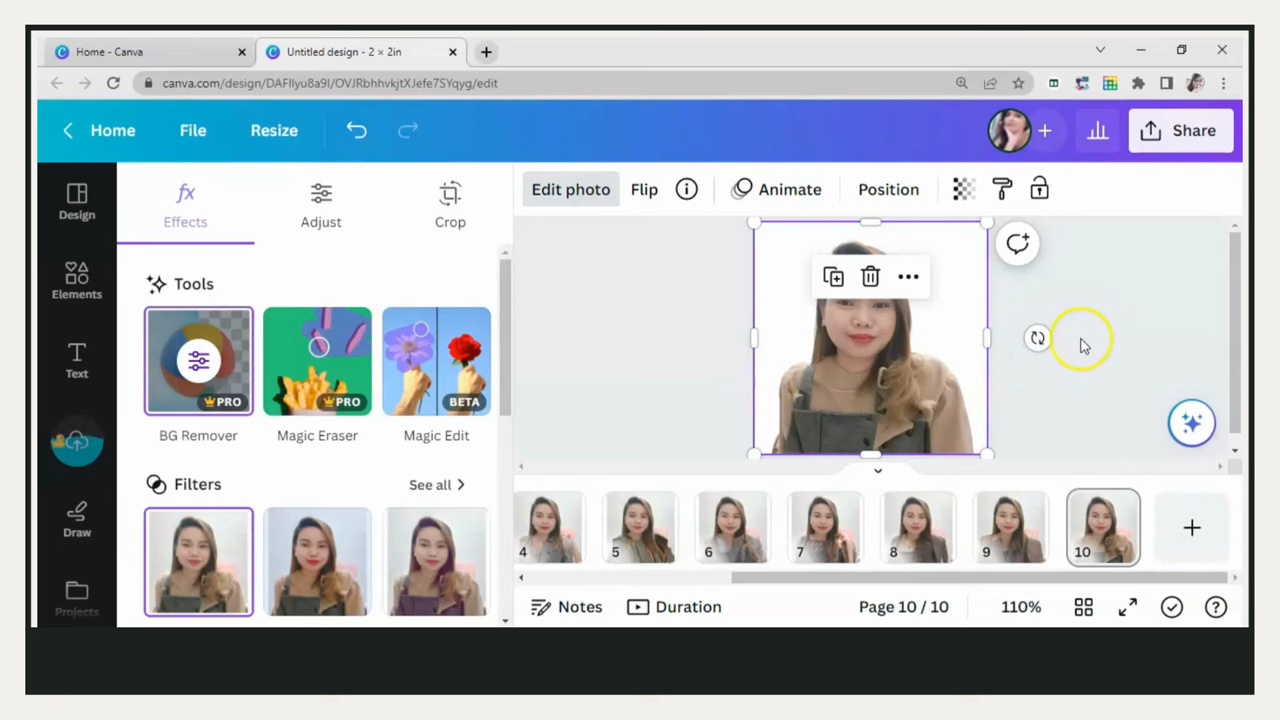 Home - Canva
Untitled design - 2 × 2in
canva.com/design/DAFIlyu8a9I/OVJRbhhvkjtXJefe7SYqyg/edit
Home
File
Resize
Share
Design
Elements
Text
Draw
Projects
Effects
Adjust
Crop
Tools
PRO
PRO
BETA
BG Remover
Magic Eraser
Magic Edit
Filters
See all
Edit photo
Flip
Animate
Position
4
5
6
7
8
9
10
Notes
Duration
Page 10 / 10
110%